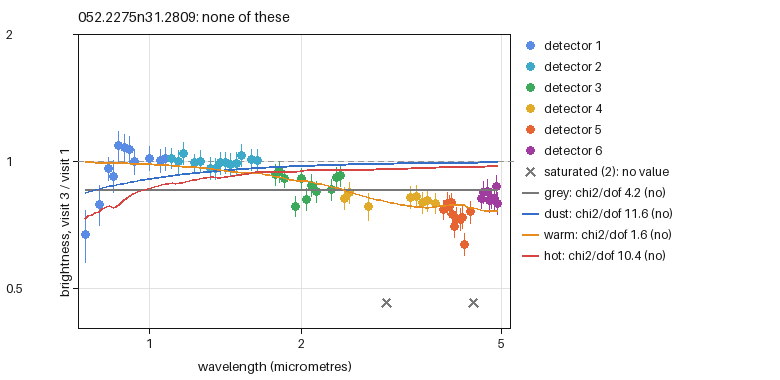 052.2275n31.2809: none of these
2
1
0.5
brightness, visit 3 / visit 1
1
2
5
wavelength (micrometres)
detector 1
detector 2
detector 3
detector 4
detector 5
detector 6
saturated (2): no value
grey: chi2/dof 4.2 (no)
dust: chi2/dof 11.6 (no)
warm: chi2/dof 1.6 (no)
hot: chi2/dof 10.4 (no)